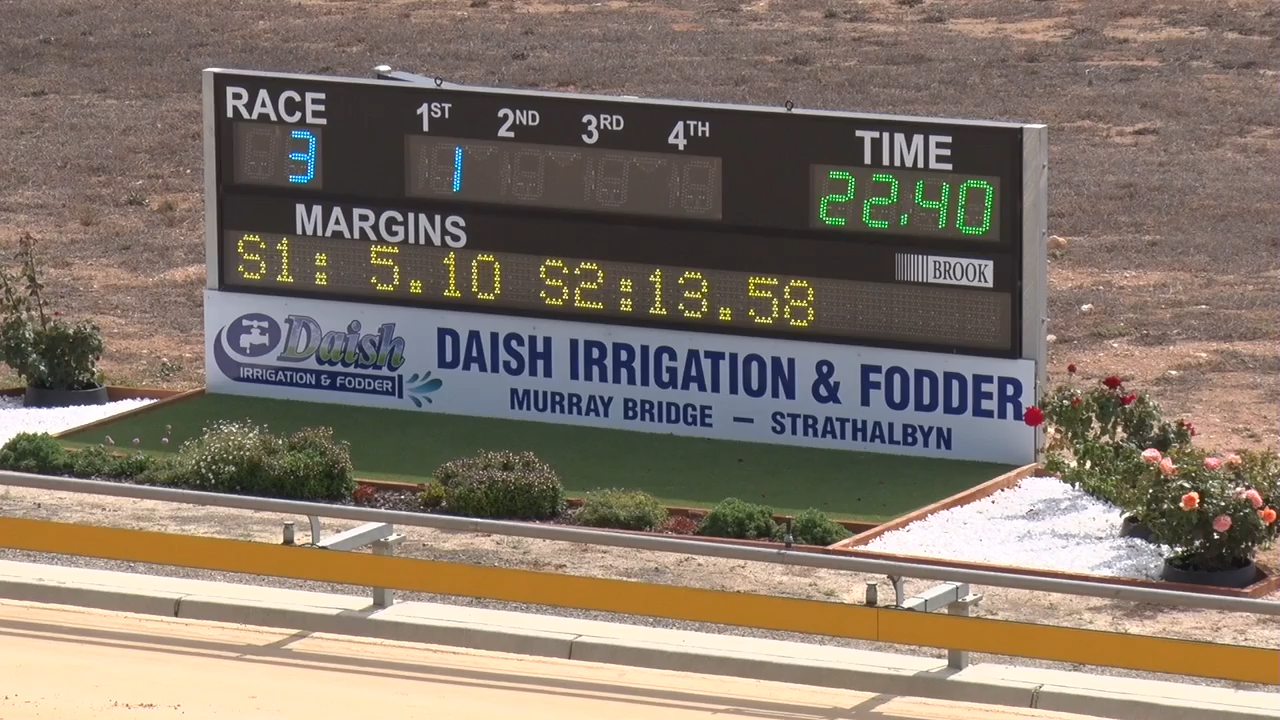 RACE 1ST 2ND 3RD 4TH TIME
3 1 22.40
MARGINS
BROOK
S1: 5.10 S2:13.58
Daish
IRRIGATION & FODDER
DAISH IRRIGATION & FODDER
MURRAY BRIDGE – STRATHALBYN